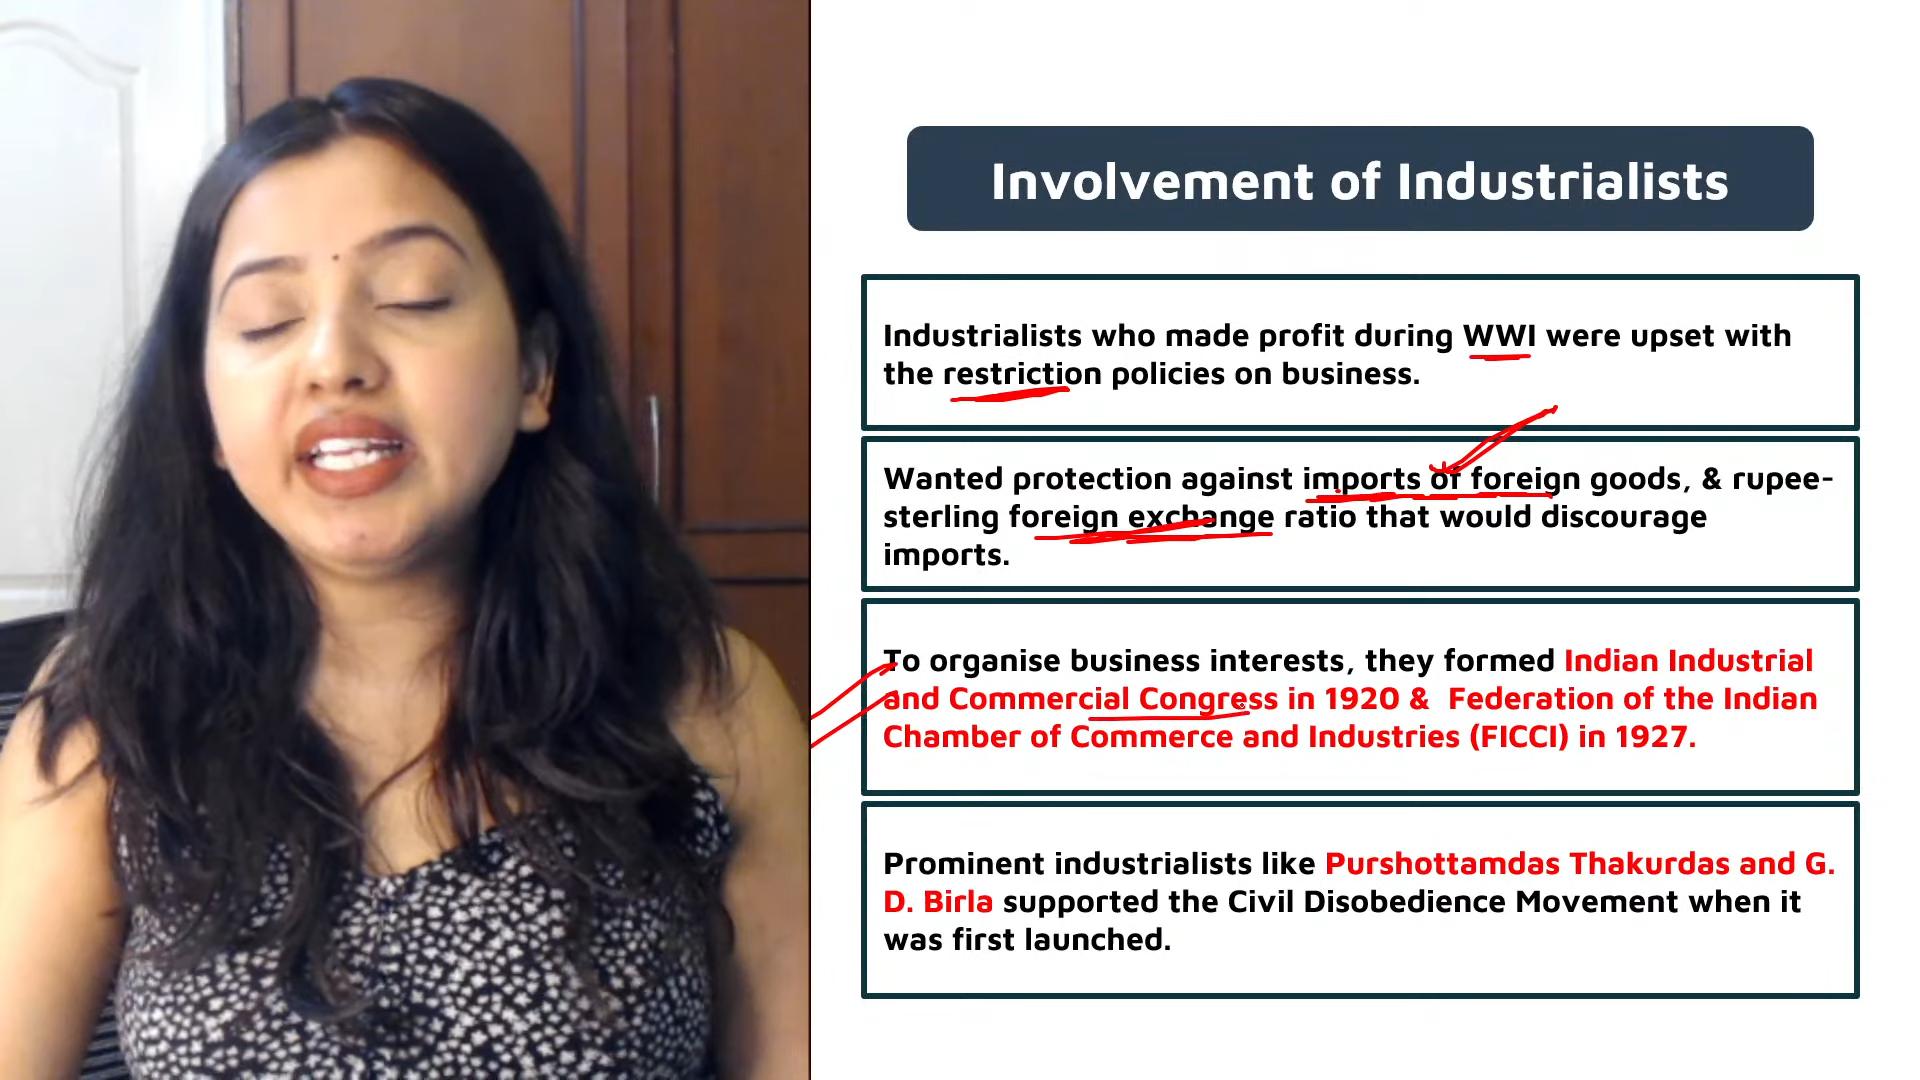 Involvement of Industrialists
Industrialists who made profit during WWI were upset with
the restriction policies on business.
Wanted protection against imports of foreign goods, & rupee-
sterling foreign exchange ratio that would discourage
imports.
To organise business interests, they formed Indian Industrial
and Commercial Congress in 1920 & Federation of the Indian
Chamber of Commerce and Industries (FICCI) in 1927.
Prominent industrialists like Purshottamdas Thakurdas and G.
D. Birla supported the Civil Disobedience Movement when it
was first launched.